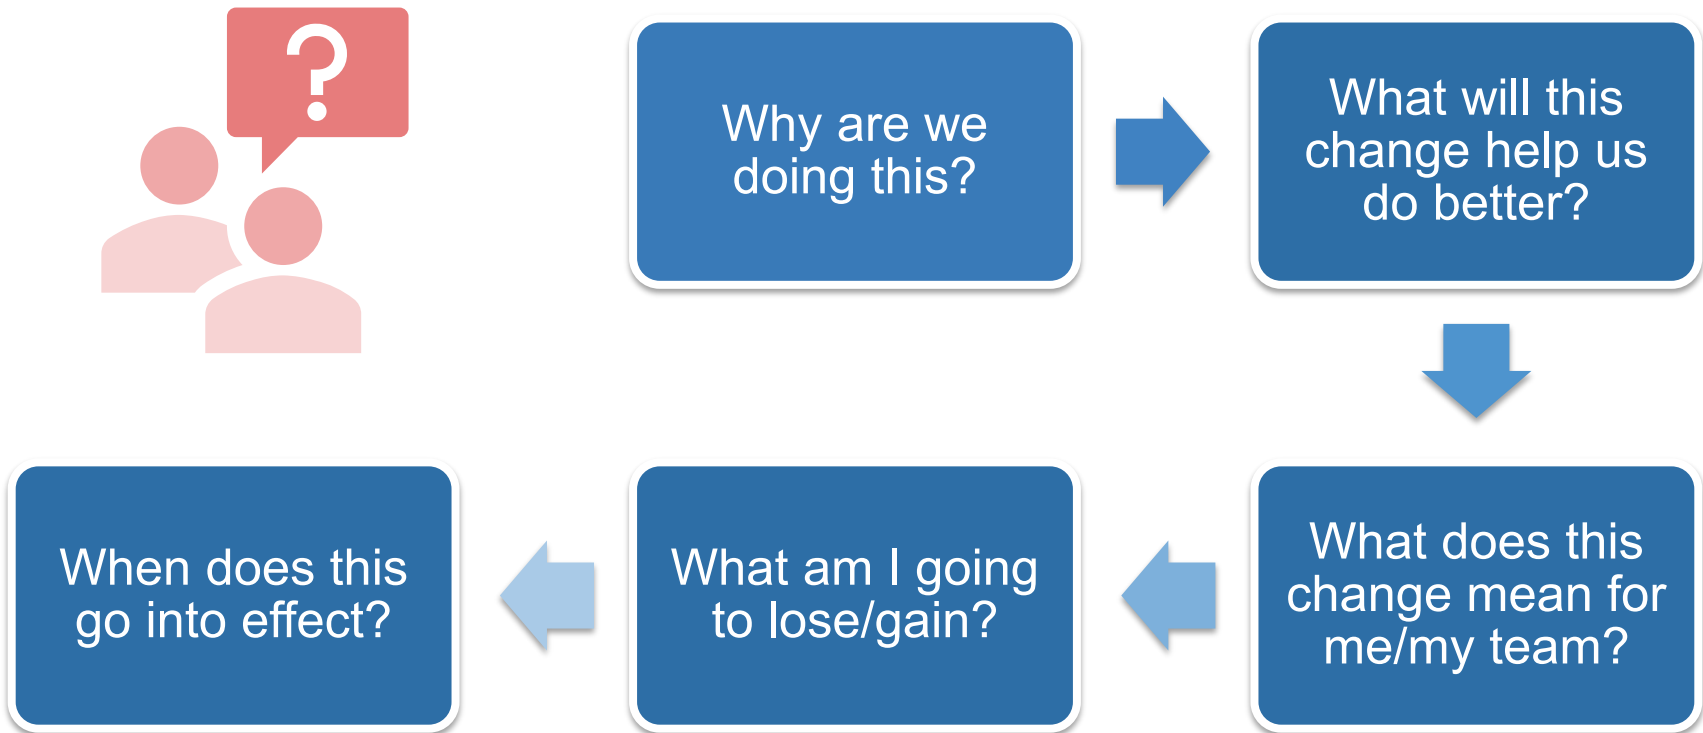 ?
Why are we
doing this?
What will this
change help us
do better?
What does this
change mean for
me/my team?
What am I going
to lose/gain?
When does this
go into effect?